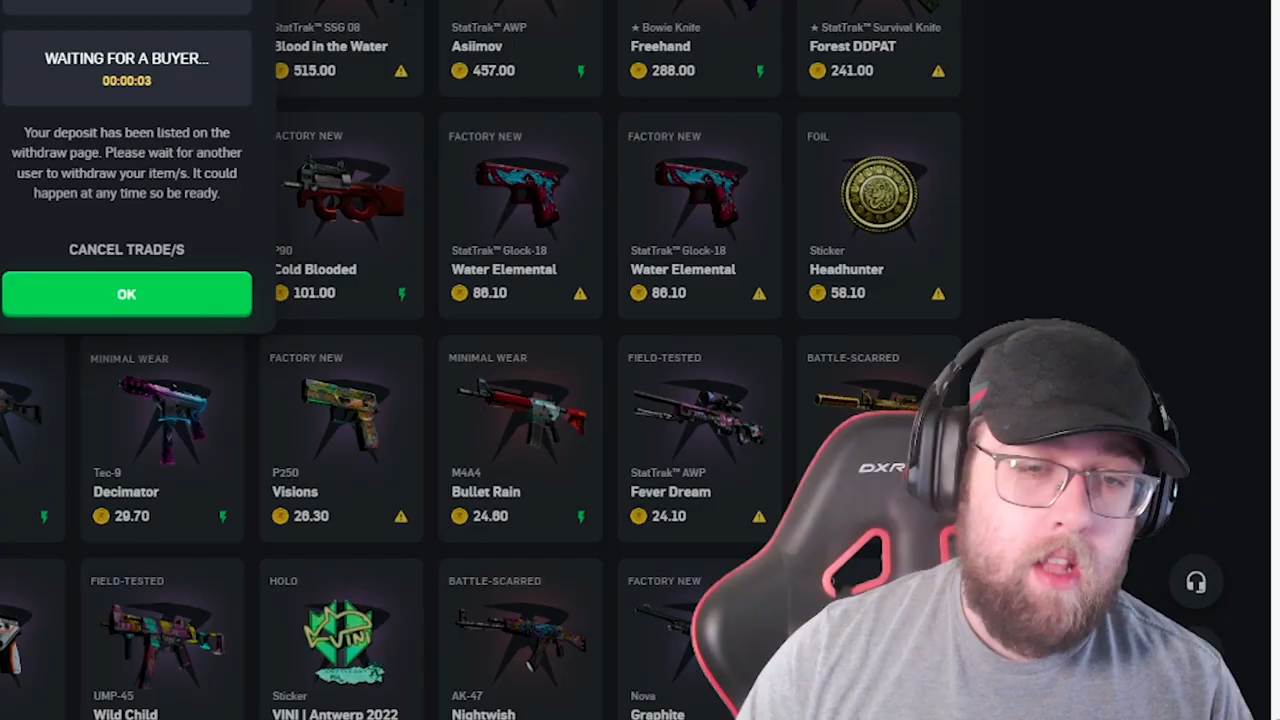 WAITING FOR A BUYER...
00:00:03
Your deposit has been listed on the
withdraw page. Please wait for another
user to withdraw your item/s. It could
happen at any time so be ready.
CANCEL TRADE/S
OK
StatTrak™ SSG 08
Blood in the Water
515.00
StatTrak™ AWP
Asiimov
457.00
★ Bowie Knife
Freehand
288.00
★ StatTrak™ Survival Knife
Forest DDPAT
241.00
FACTORY NEW
P90
Cold Blooded
101.00
FACTORY NEW
StatTrak™ Glock-18
Water Elemental
86.10
FACTORY NEW
StatTrak™ Glock-18
Water Elemental
86.10
FOIL
Sticker
Headhunter
58.10
MINIMAL WEAR
Tec-9
Decimator
29.70
FACTORY NEW
P250
Visions
26.30
MINIMAL WEAR
M4A4
Bullet Rain
24.60
FIELD-TESTED
StatTrak™ AWP
Fever Dream
24.10
BATTLE-SCARRED
FIELD-TESTED
UMP-45
Wild Child
HOLO
VINI
Sticker
VINI | Antwerp 2022
BATTLE-SCARRED
AK-47
Nightwish
FACTORY NEW
Nova
Graphite
DXR